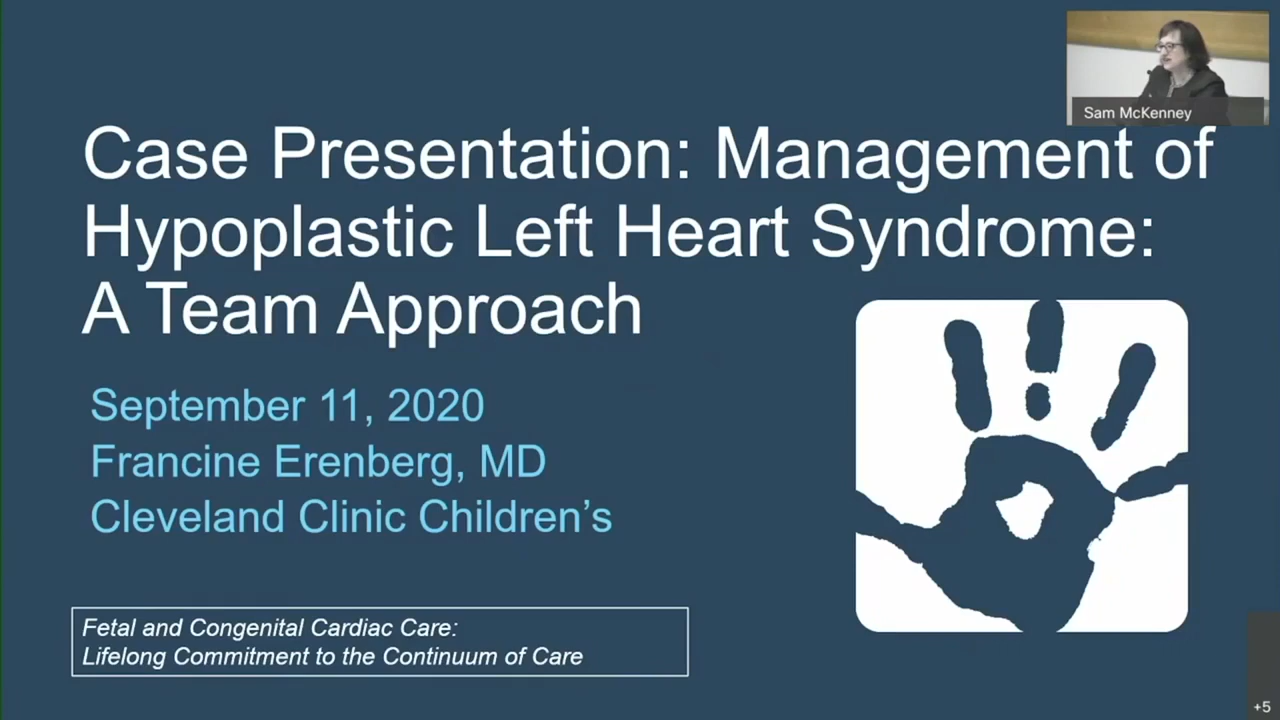 Sam McKenney
Case Presentation: Management of
Hypoplastic Left Heart Syndrome:
A Team Approach
September 11, 2020
Francine Erenberg, MD
Cleveland Clinic Children's
Fetal and Congenital Cardiac Care:
Lifelong Commitment to the Continuum of Care
+5